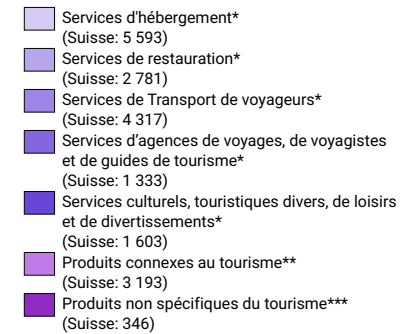 Services d'hébergement*
(Suisse: 5 593)
Services de restauration*
(Suisse: 2 781)
Services de Transport de voyageurs*
(Suisse: 4 317)
Services d’agences de voyages, de voyagistes
et de guides de tourisme*
(Suisse: 1 333)
Services culturels, touristiques divers, de loisirs
et de divertissements*
(Suisse: 1 603)
Produits connexes au tourisme**
(Suisse: 3 193)
Produits non spécifiques du tourisme***
(Suisse: 346)